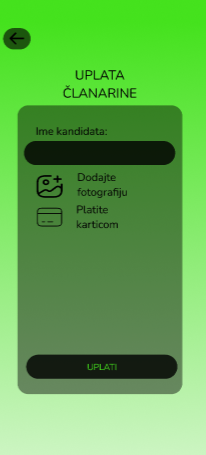 UPLATA
ČLANARINE
Ime kandidata:
Dodajte
fotografiju
Platite
karticom
UPLATI